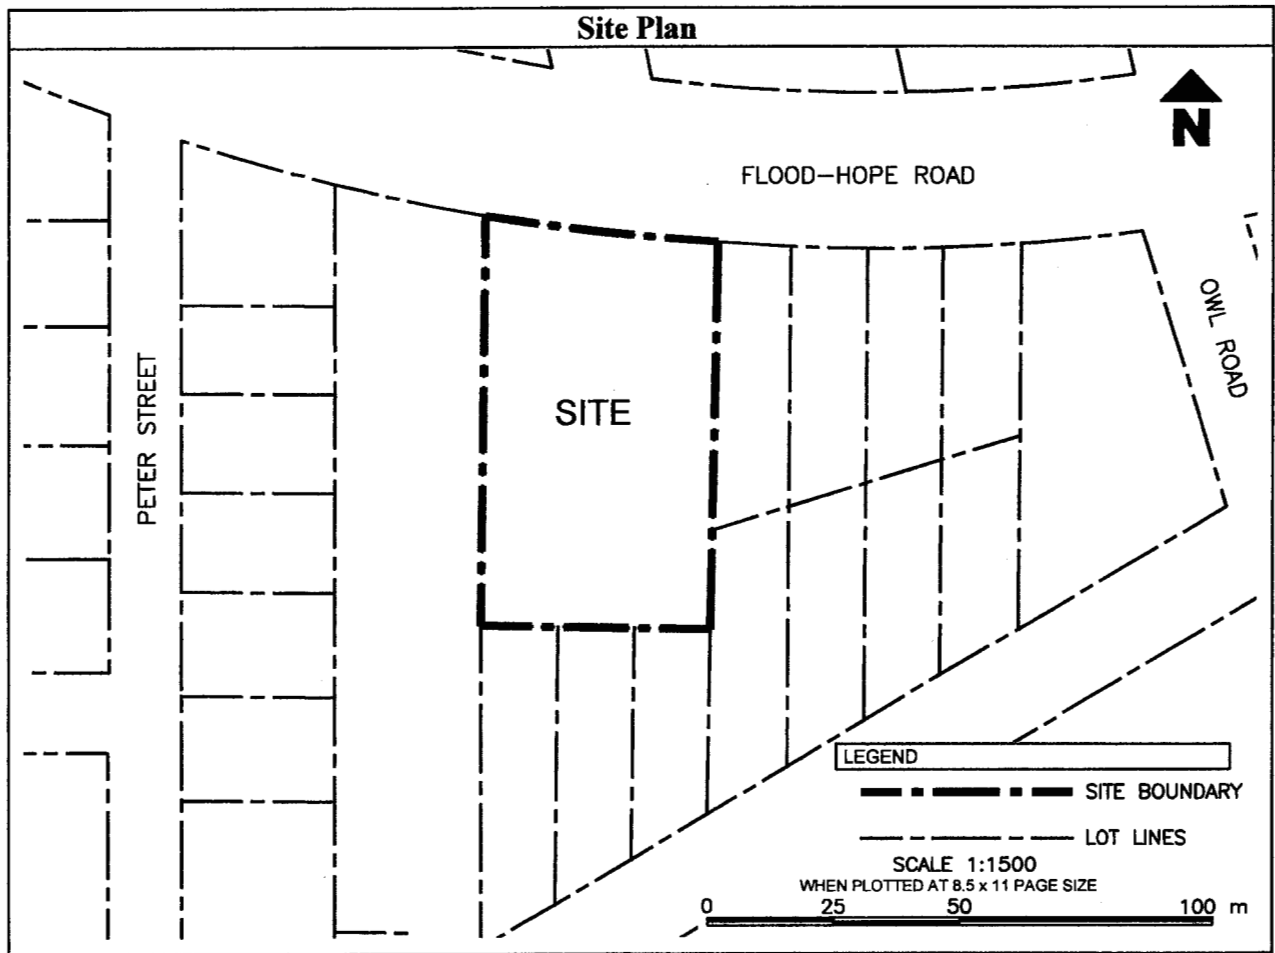 Site Plan
N
FLOOD-HOPE ROAD
OWL ROAD
PETER STREET
SITE
LEGEND
SITE BOUNDARY
LOT LINES
SCALE 1:1500
WHEN PLOTTED AT 8.5 x 11 PAGE SIZE
0 25 50 100 m